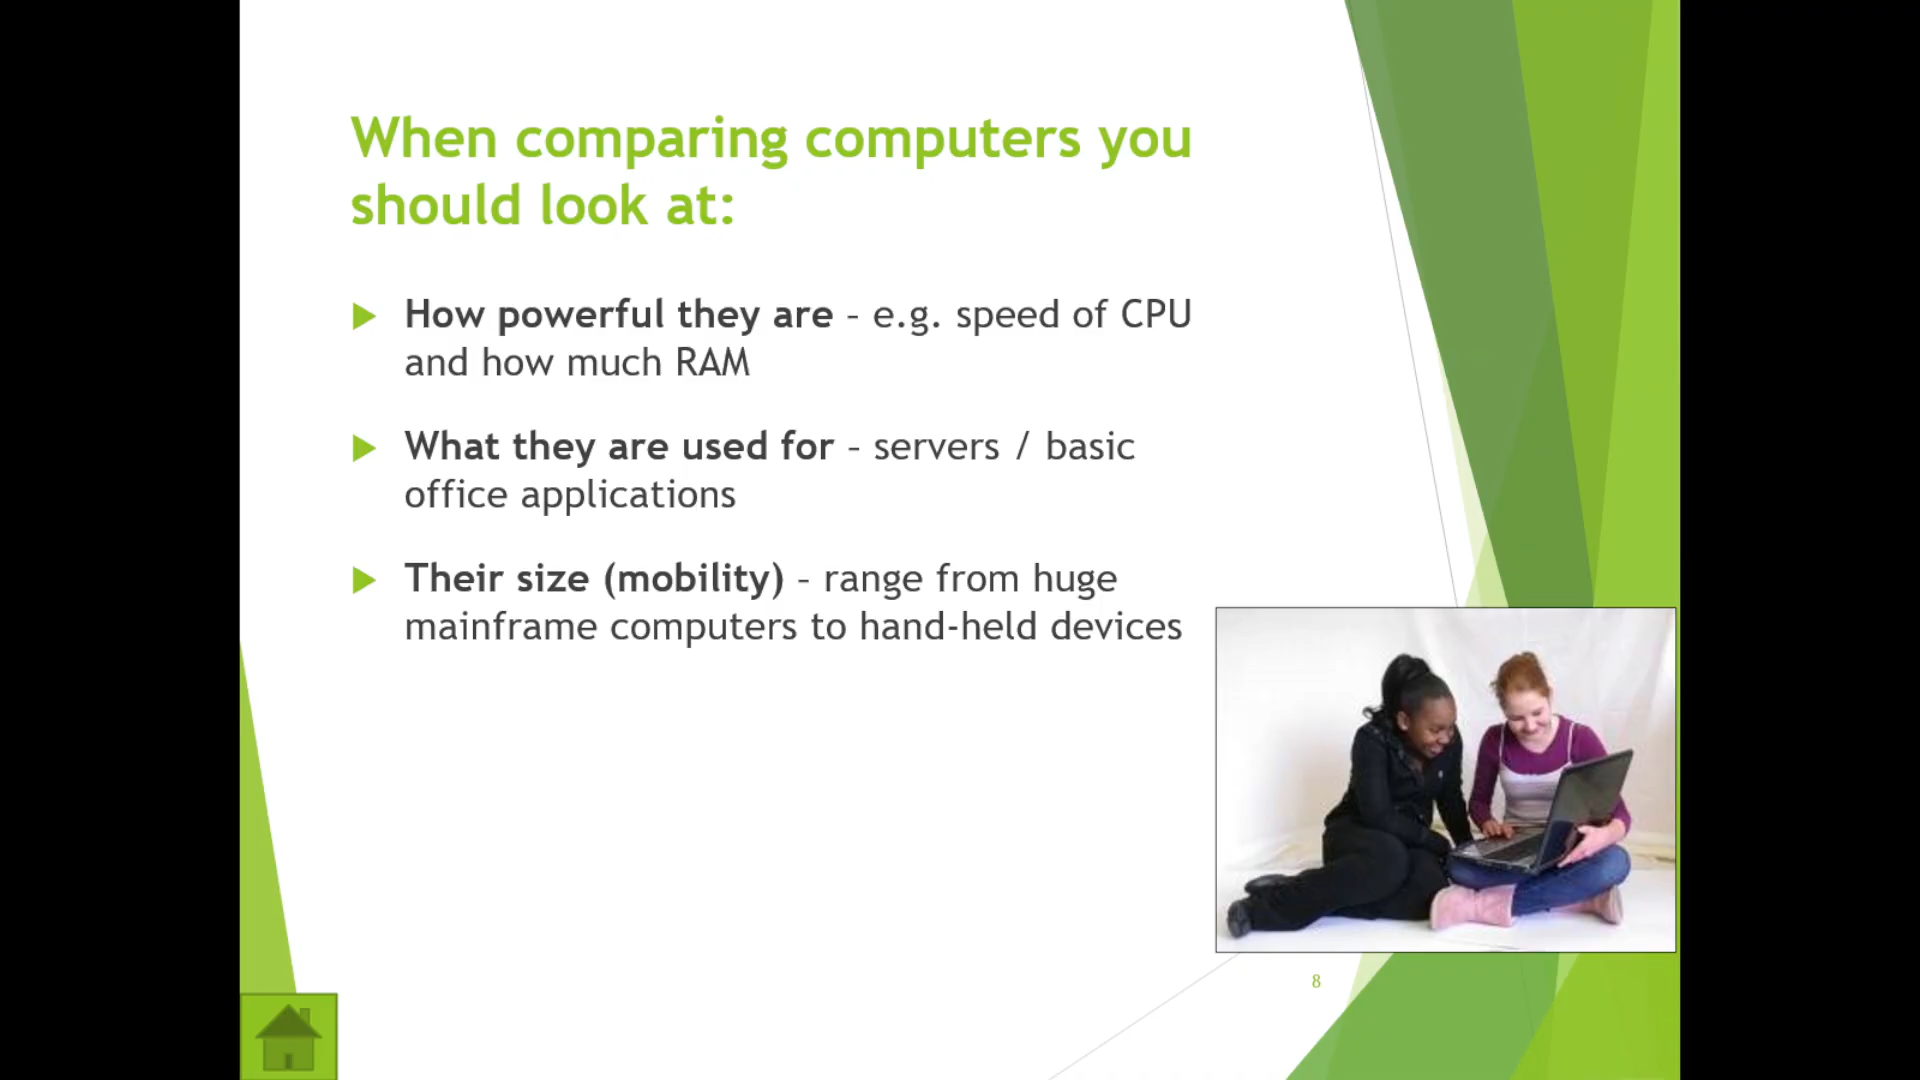 When comparing computers you
should look at:
How powerful they are – e.g. speed of CPU
and how much RAM
What they are used for – servers / basic
office applications
Their size (mobility) – range from huge
mainframe computers to hand-held devices
8